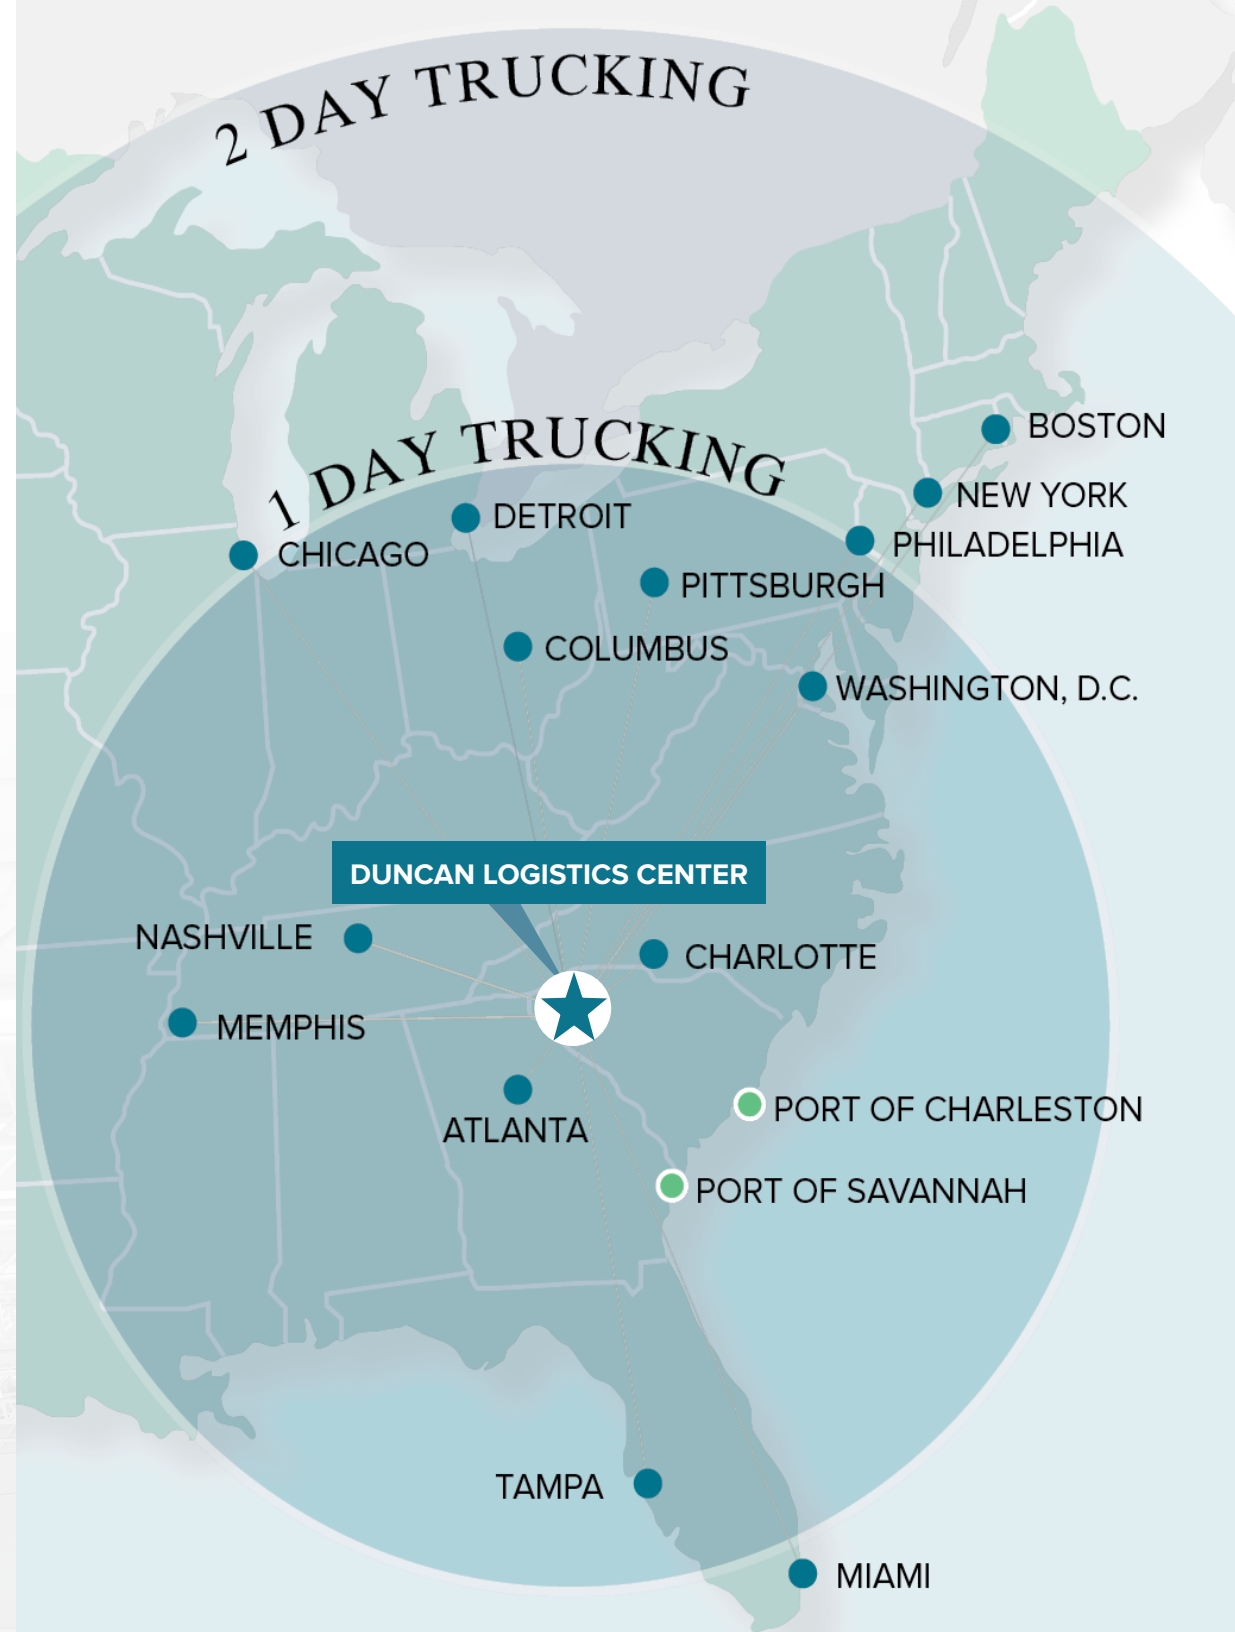 2 DAY TRUCKING
1 DAY TRUCKING
BOSTON
NEW YORK
DETROIT
PHILADELPHIA
CHICAGO
PITTSBURGH
COLUMBUS
WASHINGTON, D.C.
DUNCAN LOGISTICS CENTER
NASHVILLE
CHARLOTTE
MEMPHIS
PORT OF CHARLESTON
ATLANTA
PORT OF SAVANNAH
TAMPA
MIAMI